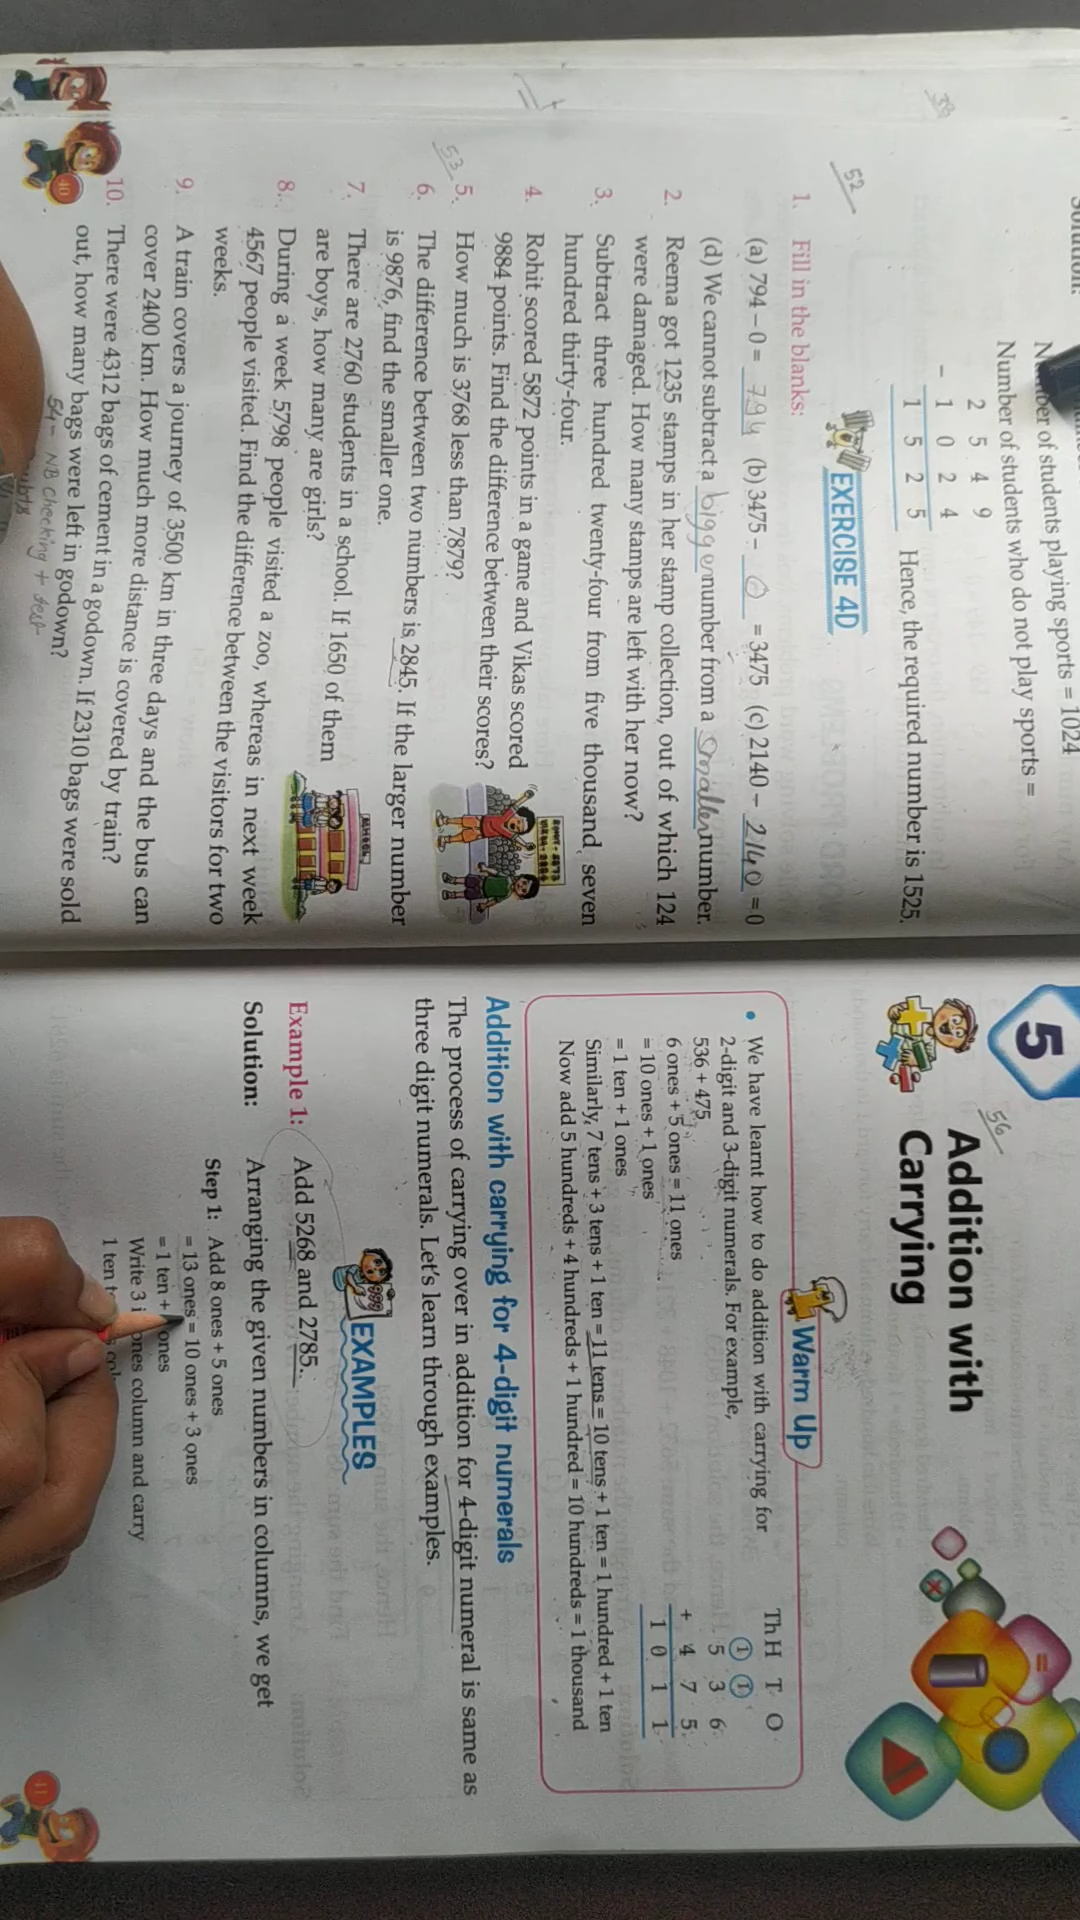 Number of students playing sports = 1024
Number of students who do not play sports =
2 5 4 9
- 1 0 2 4
1 5 2 5 Hence, the required number is 1525.
EXERCISE 4D
52
1. Fill in the blanks:
(a) 794 – 0 = 794 (b) 3475 – 0 = 3475 (c) 2140 – 2140 = 0
(d) We cannot subtract a bigger number from a smaller number.
2. Reema got 1235 stamps in her stamp collection, out of which 124
were damaged. How many stamps are left with her now?
3. Subtract three hundred twenty-four from five thousand seven
hundred thirty-four.
4. Rohit scored 5872 points in a game and Vikas scored
9884 points. Find the difference between their scores?
53
5. How much is 3768 less than 7879?
6. The difference between two numbers is 2845. If the larger number
is 9876, find the smaller one.
7. There are 2760 students in a school. If 1650 of them
are boys, how many are girls?
8. During a week 5798 people visited a zoo, whereas in next week
4567 people visited. Find the difference between the visitors for two
weeks.
9. A train covers a journey of 3500 km in three days and the bus can
cover 2400 km. How much more distance is covered by train?
10. There were 4312 bags of cement in a godown. If 2310 bags were sold
out, how many bags were left in godown?
40
54 - NB checking +
5
56
Addition with
Carrying
Warm Up
• We have learnt how to do addition with carrying for
2-digit and 3-digit numerals. For example,
536 + 475
6 ones + 5 ones = 11 ones
= 10 ones + 1 ones
= 1 ten + 1 ones
Similarly, 7 tens + 3 tens + 1 ten = 11 tens = 10 tens + 1 ten = 1 hundred + 1 ten
Now add 5 hundreds + 4 hundreds + 1 hundred = 10 hundreds = 1 thousand
Th H T O
1 1
5 3 6
+ 4 7 5
1 0 1 1
Addition with carrying for 4-digit numerals
The process of carrying over in addition for 4-digit numeral is same as
three digit numerals. Let's learn through examples.
EXAMPLES
Example 1: Add 5268 and 2785.
Solution: Arranging the given numbers in columns, we get
Step 1: Add 8 ones + 5 ones
= 13 ones = 10 ones + 3 ones
= 1 ten + ones
Write 3 ones column and carry
1 ten
41